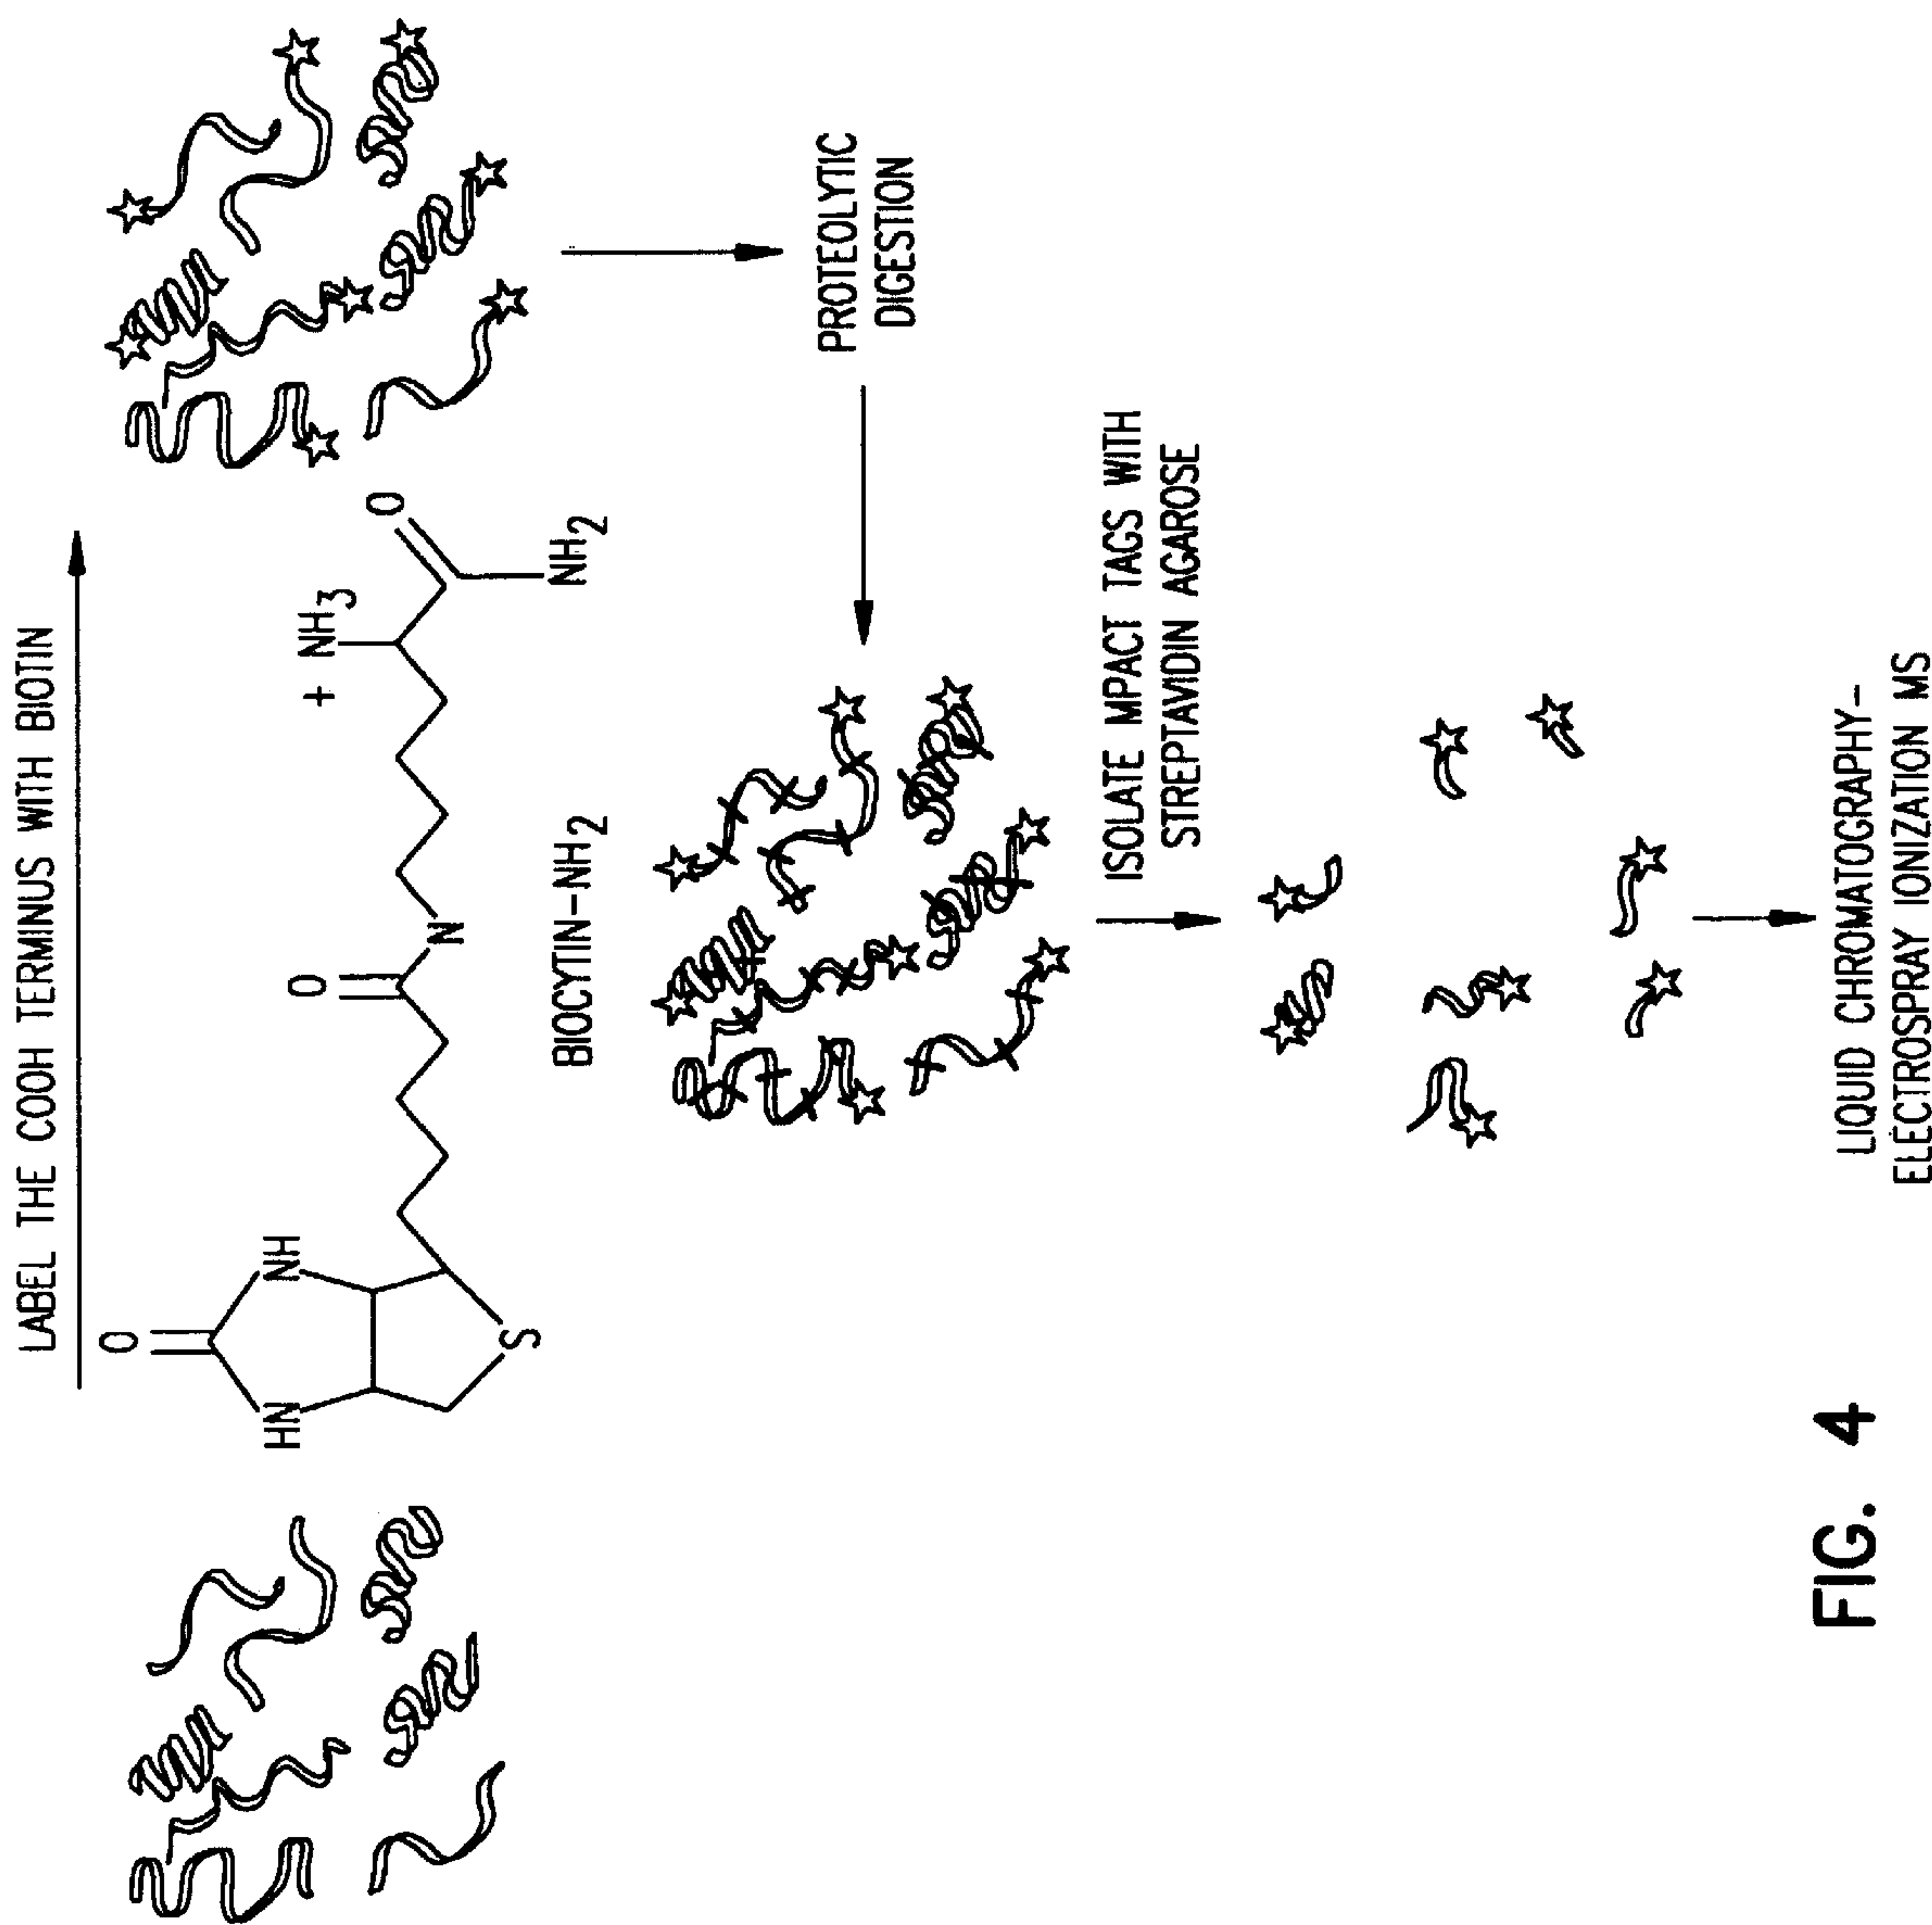 LABEL THE COOH TERMINUS WITH BIOTIN
O
HN
NH
S
O
N
+
NH3
O
NH2
BIOCYTIN-NH2
PROTEOLYTIC
DIGESTION
ISOLATE MPACT TAGS WITH
STREPTAVIDIN AGAROSE
LIQUID CHROMATOGRAPHY-
ELECTROSPRAY IONIZATION MS
FIG. 4